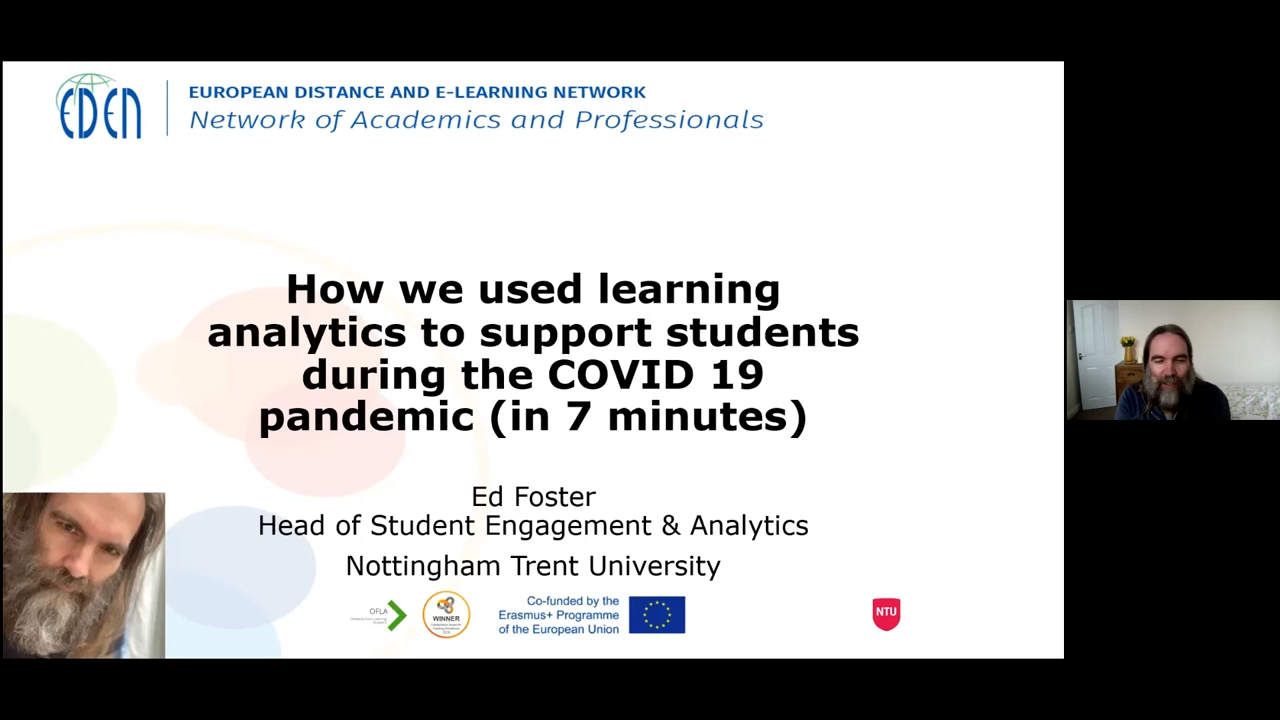 EDEN
EUROPEAN DISTANCE AND E-LEARNING NETWORK
Network of Academics and Professionals
How we used learning
analytics to support students
during the COVID 19
pandemic (in 7 minutes)
Ed Foster
Head of Student Engagement & Analytics
Nottingham Trent University
OFLA
WINNER
Co-funded by the
Erasmus+ Programme
of the European Union
NTU